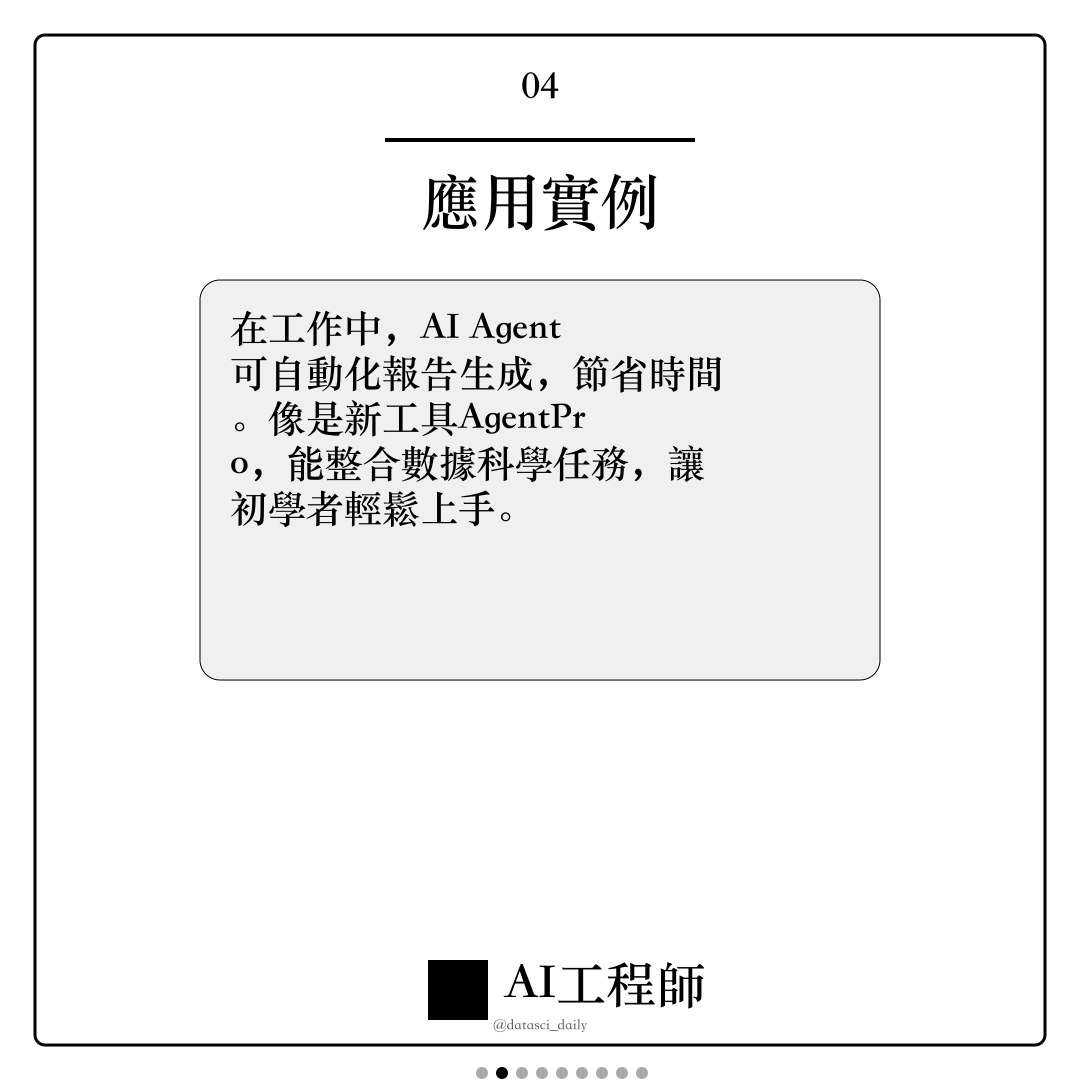 04
應用實例
在工作中，AI Agent
可自動化報告生成，節省時間
。像是新工具AgentPr
o，能整合數據科學任務，讓
初學者輕鬆上手。
AI工程師
@datasci_daily